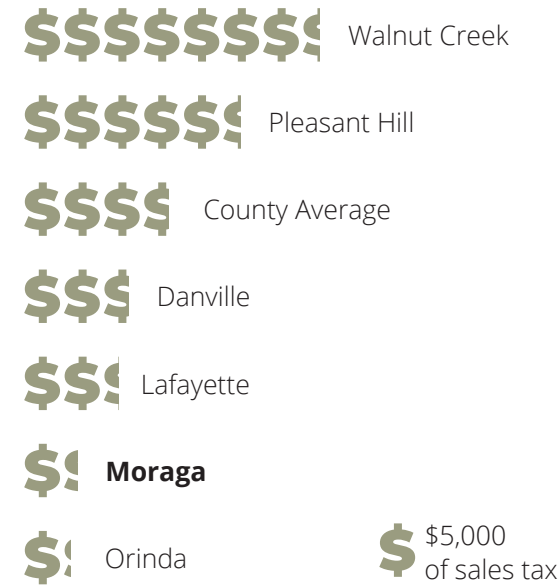 $$$$$$$$ Walnut Creek
$$$$$$ Pleasant Hill
$$$$ County Average
$$$ Danville
$$$ Lafayette
$$ Moraga
$$ Orinda
$ $5,000
of sales tax